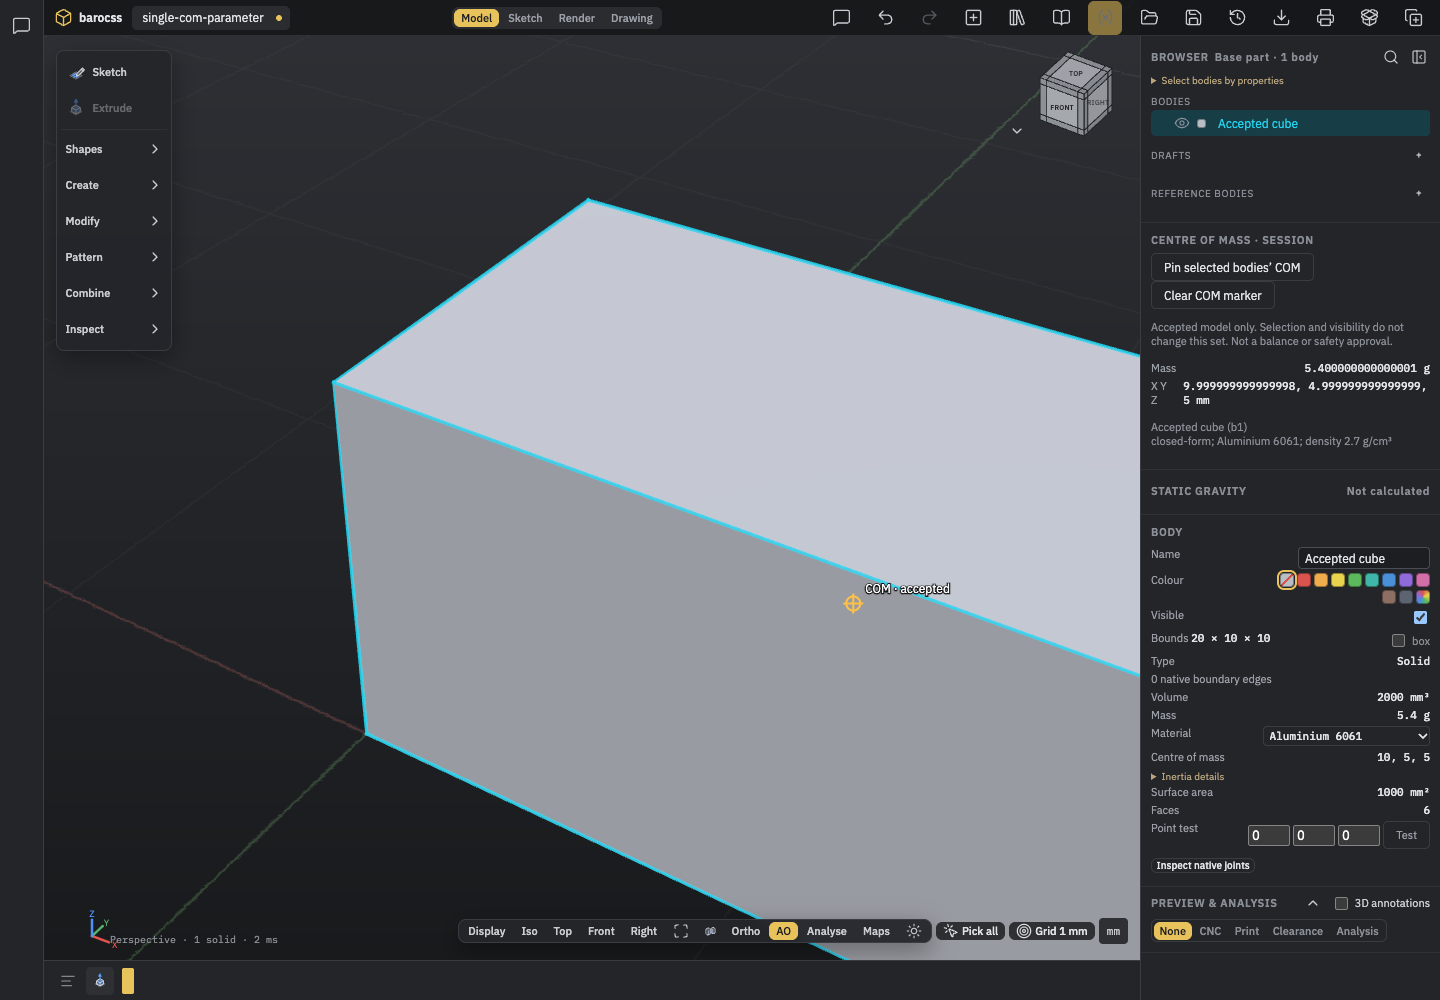 barocss
single-com-parameter
Model
Sketch
Render
Drawing
Sketch
Extrude
Shapes
Create
Modify
Pattern
Combine
Inspect
TOP
FRONT
RIGHT
COM · accepted
Z
Y
X
Perspective · 1 solid · 2 ms
Display
Iso
Top
Front
Right
Ortho
AO
Analyse
Maps
Pick all
Grid 1 mm
mm
BROWSER Base part · 1 body
Select bodies by properties
BODIES
Accepted cube
DRAFTS
REFERENCE BODIES
CENTRE OF MASS · SESSION
Pin selected bodies’ COM
Clear COM marker
Accepted model only. Selection and visibility do not
change this set. Not a balance or safety approval.
Mass 5.400000000000001 g
X Y 9.999999999999998, 4.999999999999999,
Z 5 mm
Accepted cube (b1)
closed-form; Aluminium 6061; density 2.7 g/cm³
STATIC GRAVITY Not calculated
BODY
Name Accepted cube
Colour
Visible
Bounds 20 × 10 × 10 box
Type Solid
0 native boundary edges
Volume 2000 mm³
Mass 5.4 g
Material Aluminium 6061
Centre of mass 10, 5, 5
Inertia details
Surface area 1000 mm²
Faces 6
Point test 0 0 0 Test
Inspect native joints
PREVIEW & ANALYSIS 3D annotations
None CNC Print Clearance Analysis